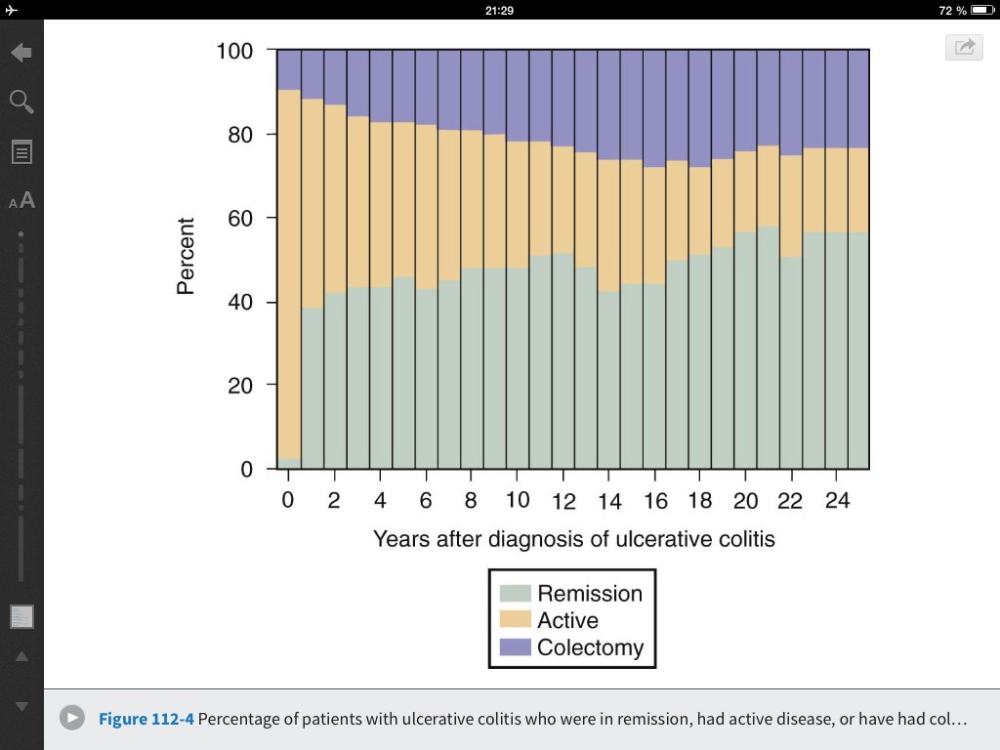 21:29
72 %
AA
100
80
60
40
20
0
Percent
0 2 4 6 8 10 12 14 16 18 20 22 24
Years after diagnosis of ulcerative colitis
Remission
Active
Colectomy
Figure 112-4 Percentage of patients with ulcerative colitis who were in remission, had active disease, or have had col…